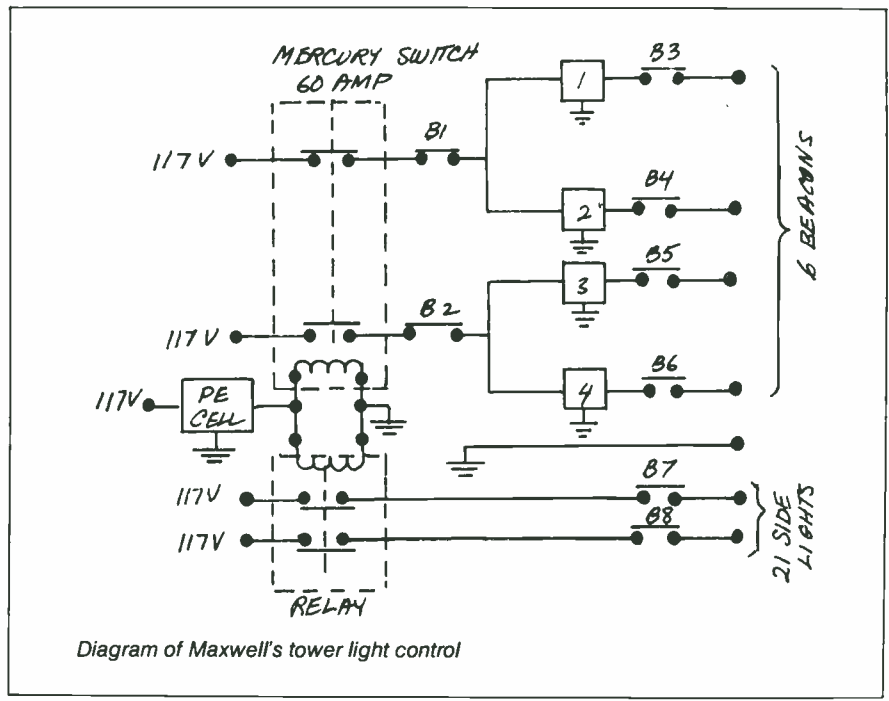 MERCURY SWITCH
60 AMP
B3
1
B1
117V
B4
2
6 BEACONS
B5
3
B2
117V
B6
4
117V
PE
CELL
B7
117V
B8
117V
21 SIDE
LIGHTS
RELAY
Diagram of Maxwell's tower light control